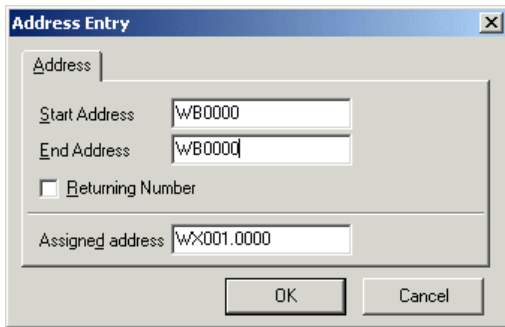 Address Entry
Address
Start Address WB0000
End Address WB0000
Returning Number
Assigned address WX001.0000
OK Cancel